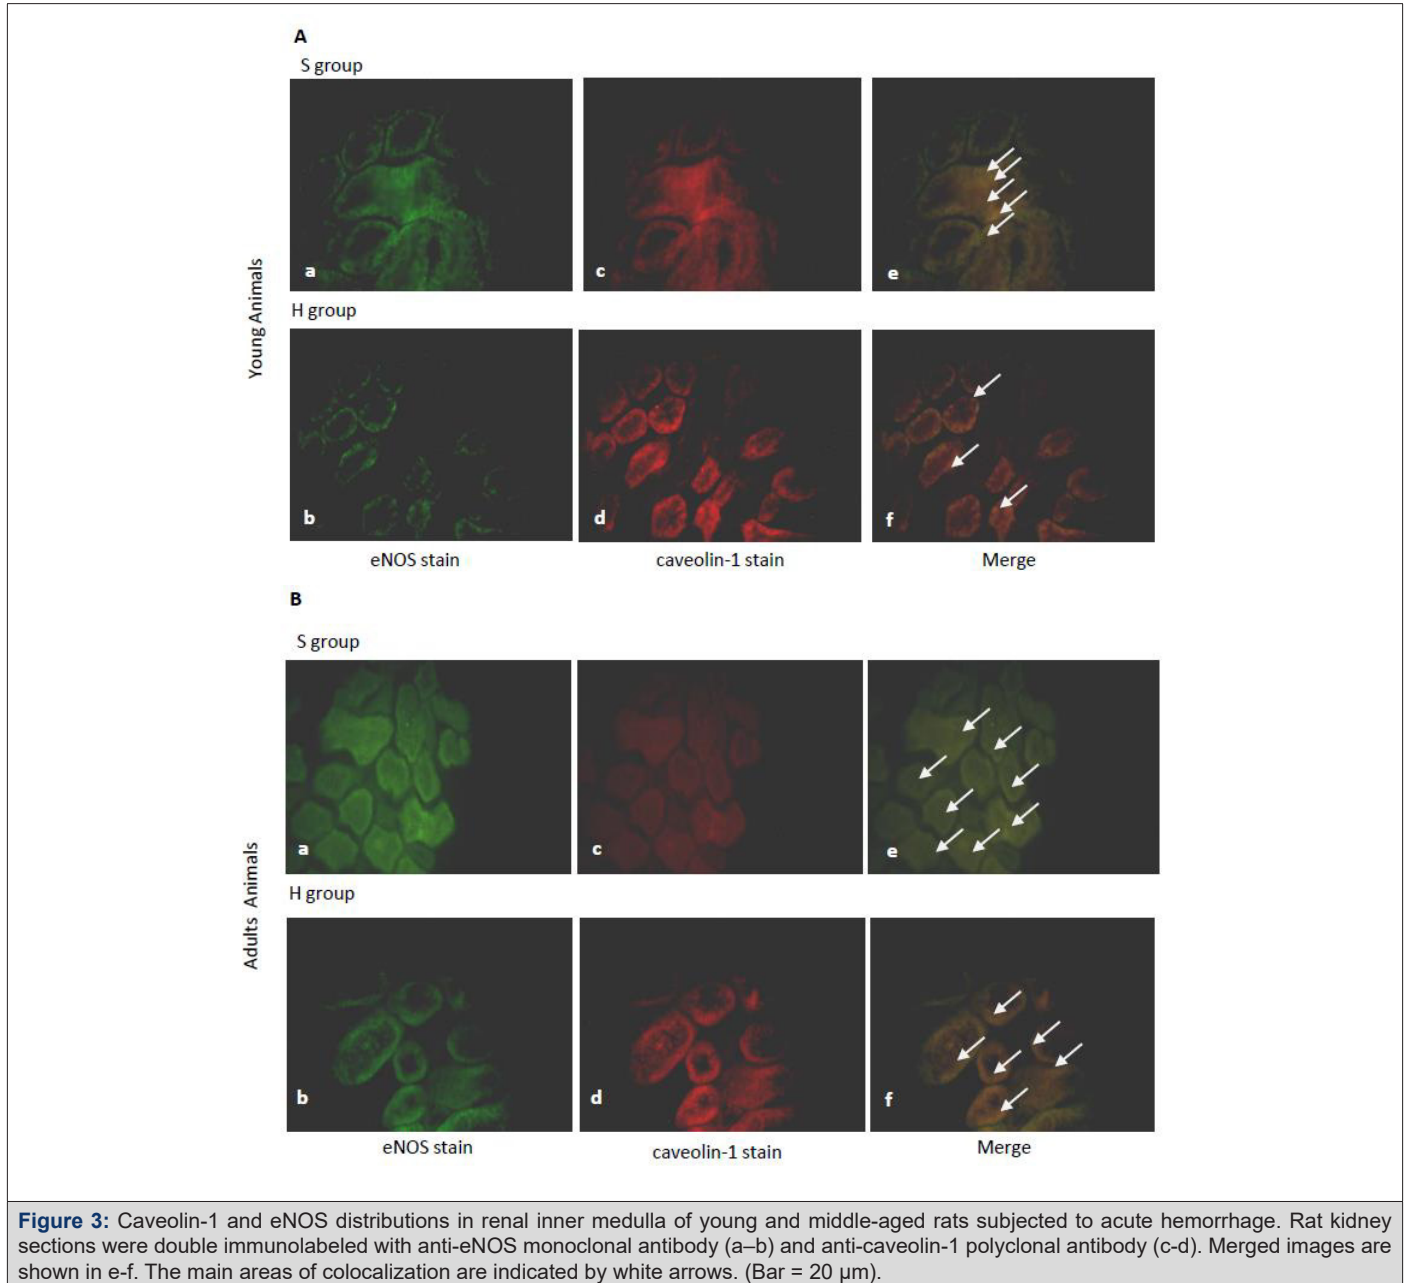 A
S group
a
c
e
Young Animals
H group
b
d
f
eNOS stain
caveolin-1 stain
Merge
B
S group
a
c
e
Adults Animals
H group
b
d
f
eNOS stain
caveolin-1 stain
Merge
Figure 3: Caveolin-1 and eNOS distributions in renal inner medulla of young and middle-aged rats subjected to acute hemorrhage. Rat kidney
sections were double immunolabeled with anti-eNOS monoclonal antibody (a–b) and anti-caveolin-1 polyclonal antibody (c-d). Merged images are
shown in e-f. The main areas of colocalization are indicated by white arrows. (Bar = 20 µm).